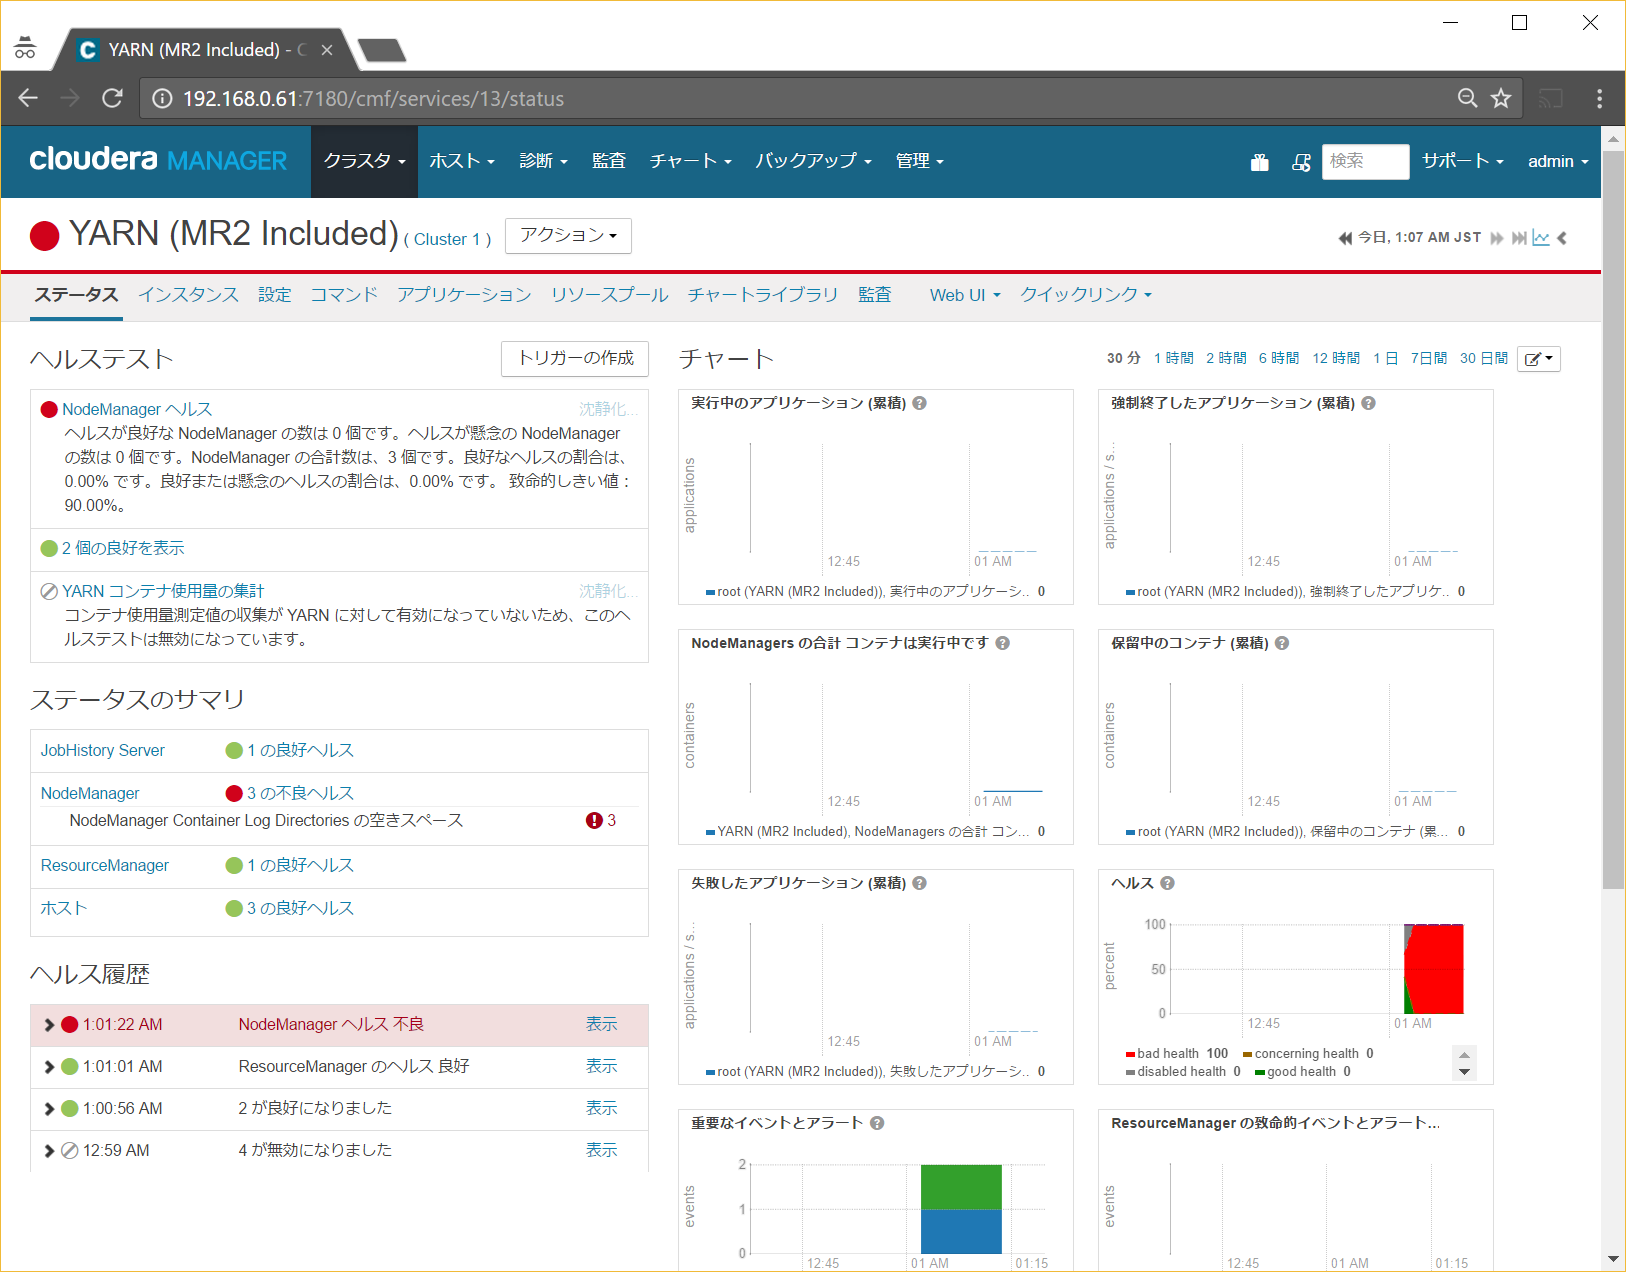 YARN (MR2 Included) - C
192.168.0.61:7180/cmf/services/13/status
cloudera MANAGER
クラスタ
ホスト
診断
監査
チャート
バックアップ
管理
検索
サポート
admin
YARN (MR2 Included) ( Cluster 1 )
アクション
今日, 1:07 AM JST
ステータス
インスタンス
設定
コマンド
アプリケーション
リソースプール
チャートライブラリ
監査
Web UI
クイックリンク
ヘルステスト
トリガーの作成
NodeManager ヘルス
沈静化...
ヘルスが良好な NodeManager の数は 0 個です。ヘルスが懸念の NodeManager
の数は 0 個です。NodeManager の合計数は、3 個です。良好なヘルスの割合は、
0.00% です。良好または懸念のヘルスの割合は、0.00% です。 致命的しきい値：
90.00%。
2 個の良好を表示
YARN コンテナ使用量の集計
沈静化...
コンテナ使用量測定値の収集が YARN に対して有効になっていないため、このヘ
ルステストは無効になっています。
ステータスのサマリ
JobHistory Server
1 の良好ヘルス
NodeManager
3 の不良ヘルス
NodeManager Container Log Directories の空きスペース
3
ResourceManager
1 の良好ヘルス
ホスト
3 の良好ヘルス
ヘルス履歴
1:01:22 AM
NodeManager ヘルス 不良
表示
1:01:01 AM
ResourceManager のヘルス 良好
表示
1:00:56 AM
2 が良好になりました
表示
12:59 AM
4 が無効になりました
表示
チャート
30 分
1 時間
2 時間
6 時間
12 時間
1 日
7日間
30 日間
実行中のアプリケーション (累積)
applications
12:45
01 AM
root (YARN (MR2 Included)), 実行中のアプリケーシ... 0
強制終了したアプリケーション (累積)
applications / s...
12:45
01 AM
root (YARN (MR2 Included)), 強制終了したアプリケ... 0
NodeManagers の合計 コンテナは実行中です
containers
12:45
01 AM
YARN (MR2 Included), NodeManagers の合計 コン... 0
保留中のコンテナ (累積)
containers
12:45
01 AM
root (YARN (MR2 Included)), 保留中のコンテナ (累... 0
失敗したアプリケーション (累積)
applications / s...
12:45
01 AM
root (YARN (MR2 Included)), 失敗したアプリケーシ... 0
ヘルス
percent
100
50
0
12:45
01 AM
bad health 100
concerning health 0
disabled health 0
good health 0
重要なイベントとアラート
events
2
1
0
12:45
01 AM
01:15
ResourceManager の致命的イベントとアラート...
events
12:45
01 AM
01:15